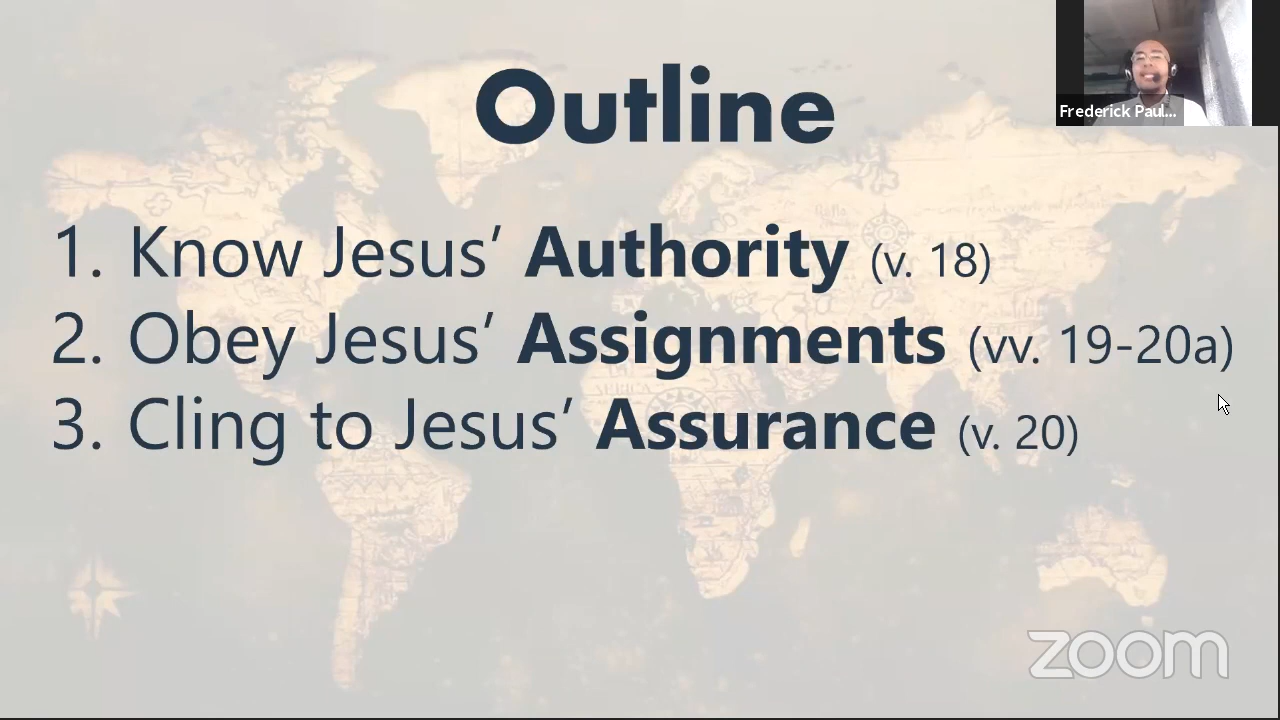 Frederick Paul...
Outline
1. Know Jesus’ Authority (v. 18)
2. Obey Jesus’ Assignments (vv. 19-20a)
3. Cling to Jesus’ Assurance (v. 20)
AFRICA
zoom